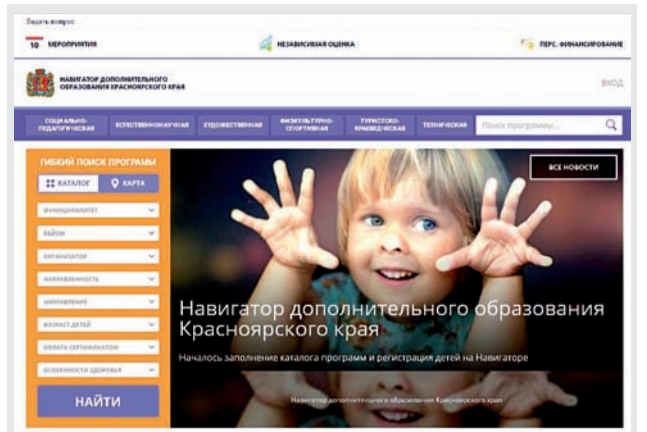 Задать вопрос
10 МЕРОПРИЯТИЯ
НЕЗАВИСИМАЯ ОЦЕНКА
ПЕРС. ФИНАНСИРОВАНИЕ
НАВИГАТОР ДОПОЛНИТЕЛЬНОГО
ОБРАЗОВАНИЯ КРАСНОЯРСКОГО КРАЯ
ВХОД
СОЦИАЛЬНО-
ПЕДАГОГИЧЕСКАЯ
ЕСТЕСТВЕННОНАУЧНАЯ
ХУДОЖЕСТВЕННАЯ
ФИЗКУЛЬТУРНО-
СПОРТИВНАЯ
ТУРИСТСКО-
КРАЕВЕДЧЕСКАЯ
ТЕХНИЧЕСКАЯ
Поиск программы...
ГИБКИЙ ПОИСК ПРОГРАММ
КАТАЛОГ
КАРТА
МУНИЦИПАЛИТЕТ
РАЙОН
ОРГАНИЗАТОР
НАПРАВЛЕННОСТЬ
НАПРАВЛЕНИЕ
ВОЗРАСТ ДЕТЕЙ
ОПЛАТА СЕРТИФИКАТОМ
ОСОБЕННОСТИ ЗДОРОВЬЯ
НАЙТИ
ВСЕ НОВОСТИ
Навигатор дополнительного образования
Красноярского края
Началось заполнение каталога программ и регистрация детей на Навигаторе
Навигатор дополнительного образования Красноярского края